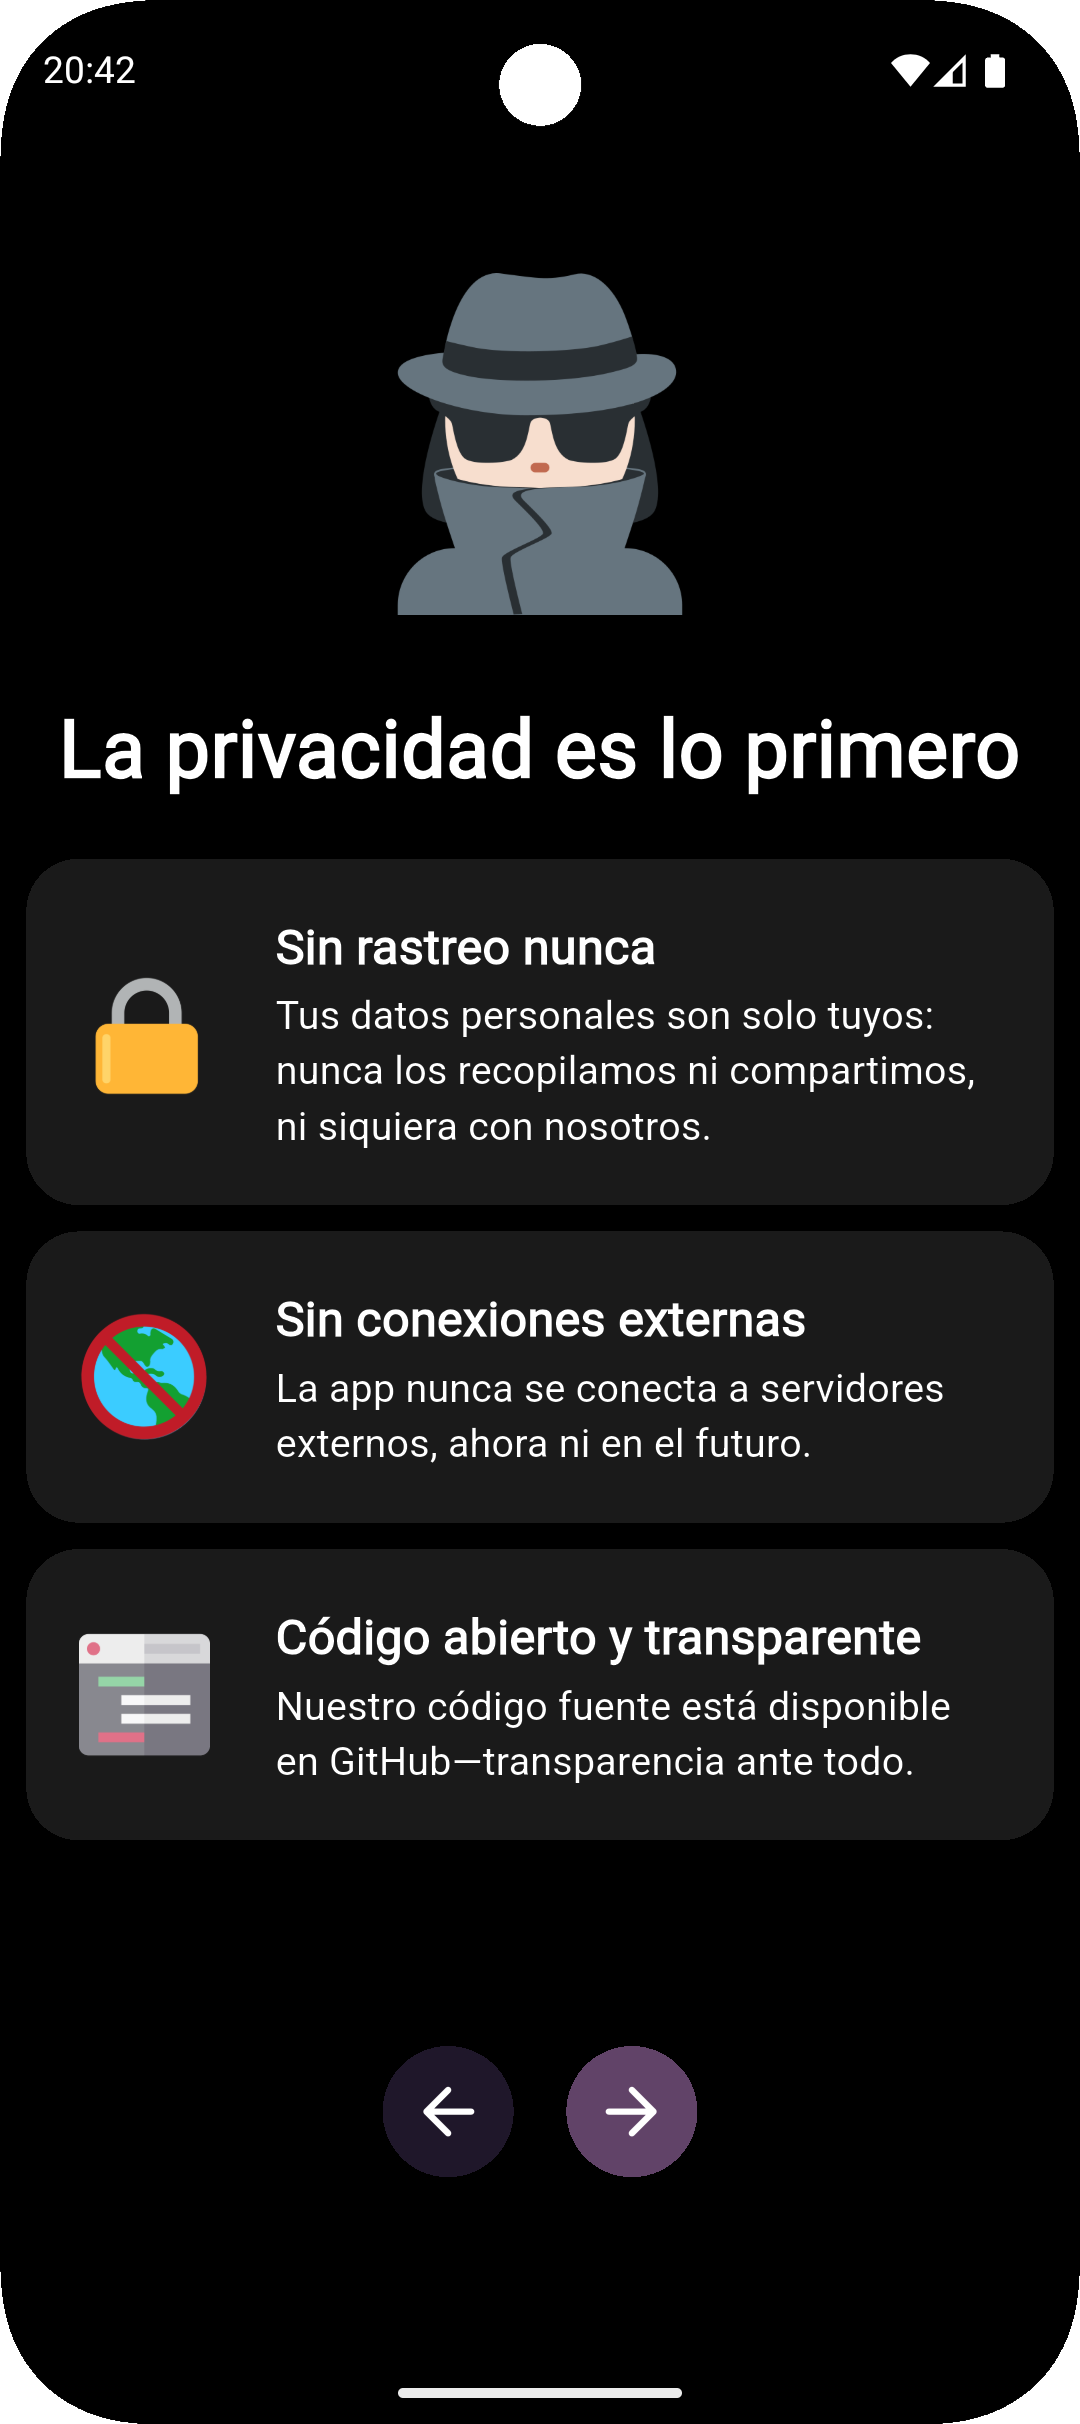 20:42
La privacidad es lo primero
Sin rastreo nunca
Tus datos personales son solo tuyos:
nunca los recopilamos ni compartimos,
ni siquiera con nosotros.
Sin conexiones externas
La app nunca se conecta a servidores
externos, ahora ni en el futuro.
Código abierto y transparente
Nuestro código fuente está disponible
en GitHub—transparencia ante todo.